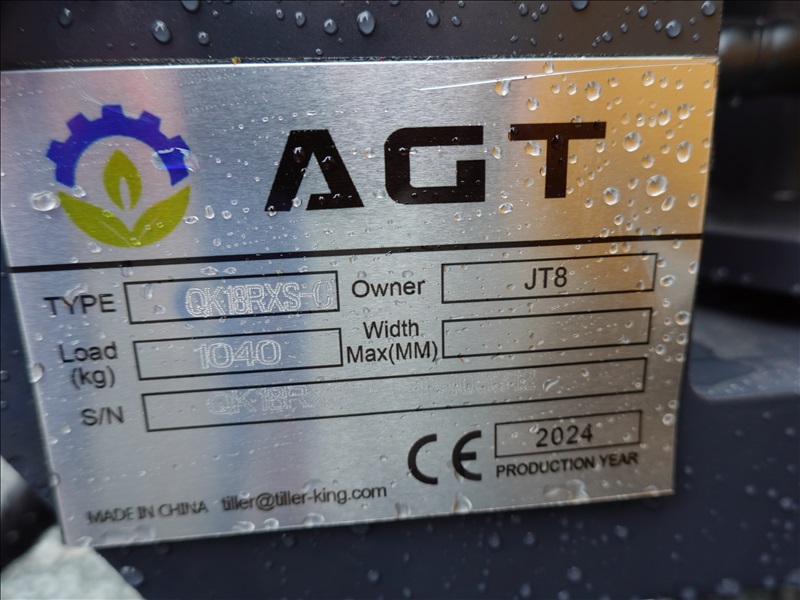 AGT
TYPE QK18RXS-C Owner JT8
Load (kg) 1040 Width Max(MM)
S/N QK18R
CE 2024
PRODUCTION YEAR
MADE IN CHINA tiller@tiller-king.com